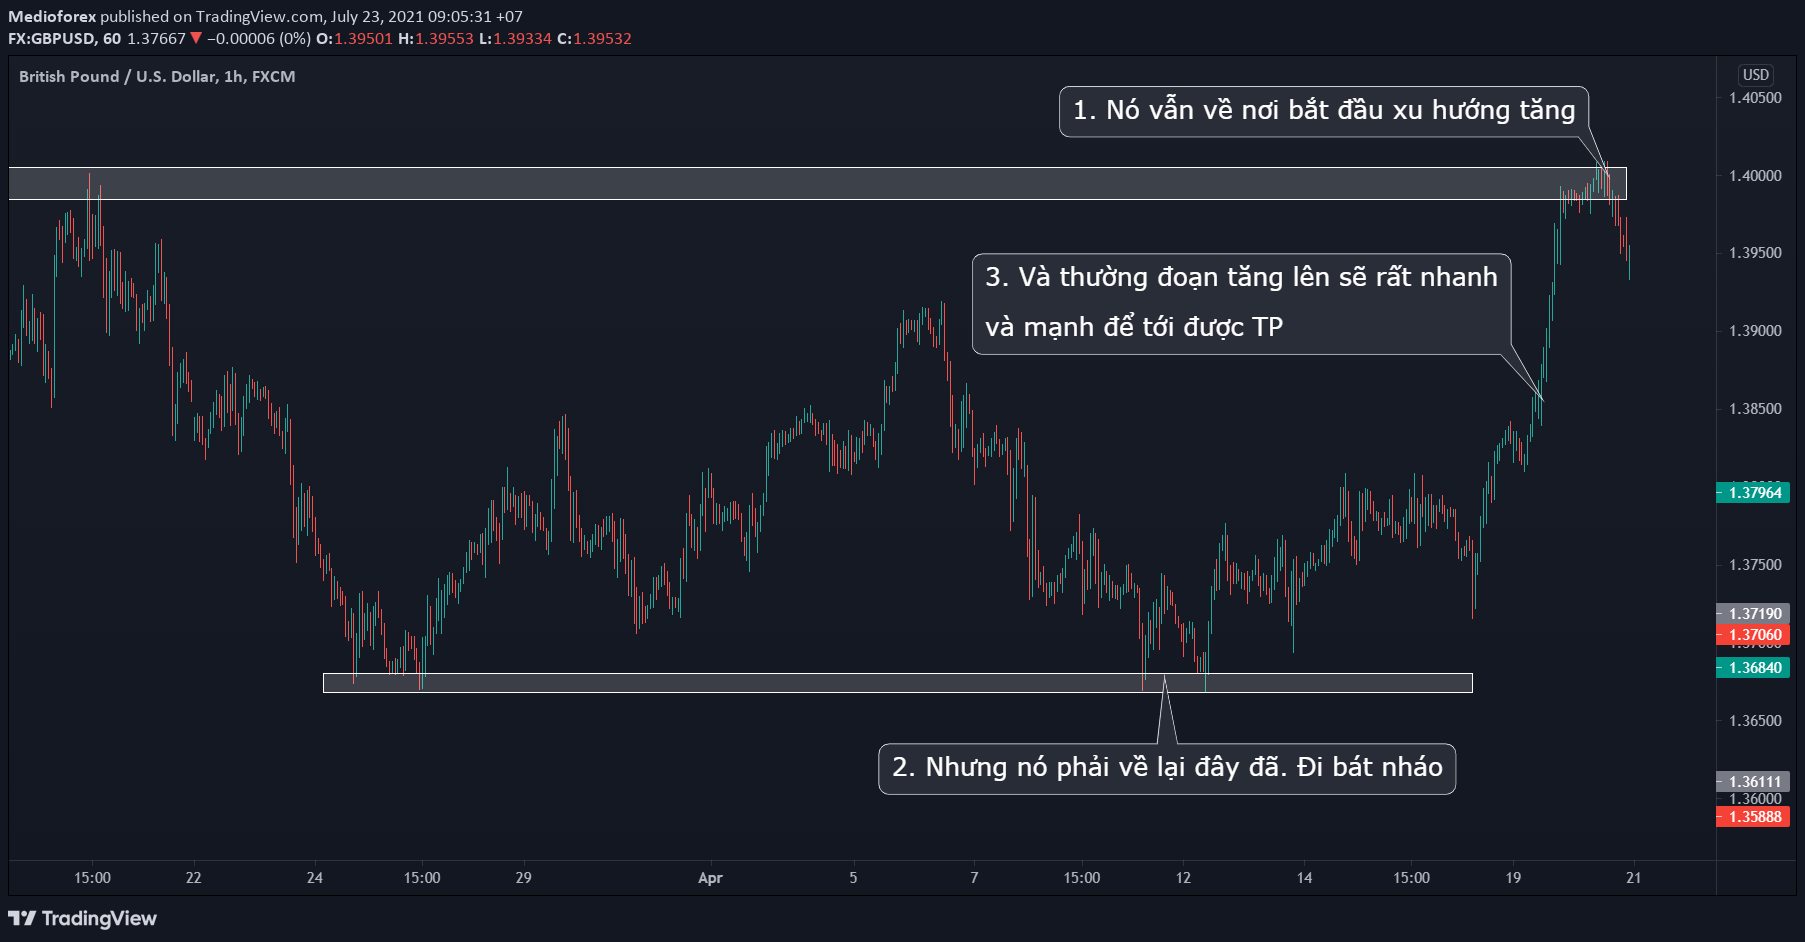 Medioforex published on TradingView.com, July 23, 2021 09:05:31 +07
FX:GBPUSD, 60 1.37667 ▼ −0.00006 (0%) O:1.39501 H:1.39553 L:1.39334 C:1.39532
British Pound / U.S. Dollar, 1h, FXCM
USD
1.40500
1. Nó vẫn về nơi bắt đầu xu hướng tăng
1.40000
1.39500
3. Và thường đoạn tăng lên sẽ rất nhanh
và mạnh để tới được TP
1.39000
1.38500
1.37964
1.37500
1.37190
1.37060
1.36840
1.36500
2. Nhưng nó phải về lại đây đã. Đi bát nháo
1.36111
1.36000
1.35888
15:00 22 24 15:00 29 Apr 5 7 15:00 12 14 15:00 19 21
TradingView